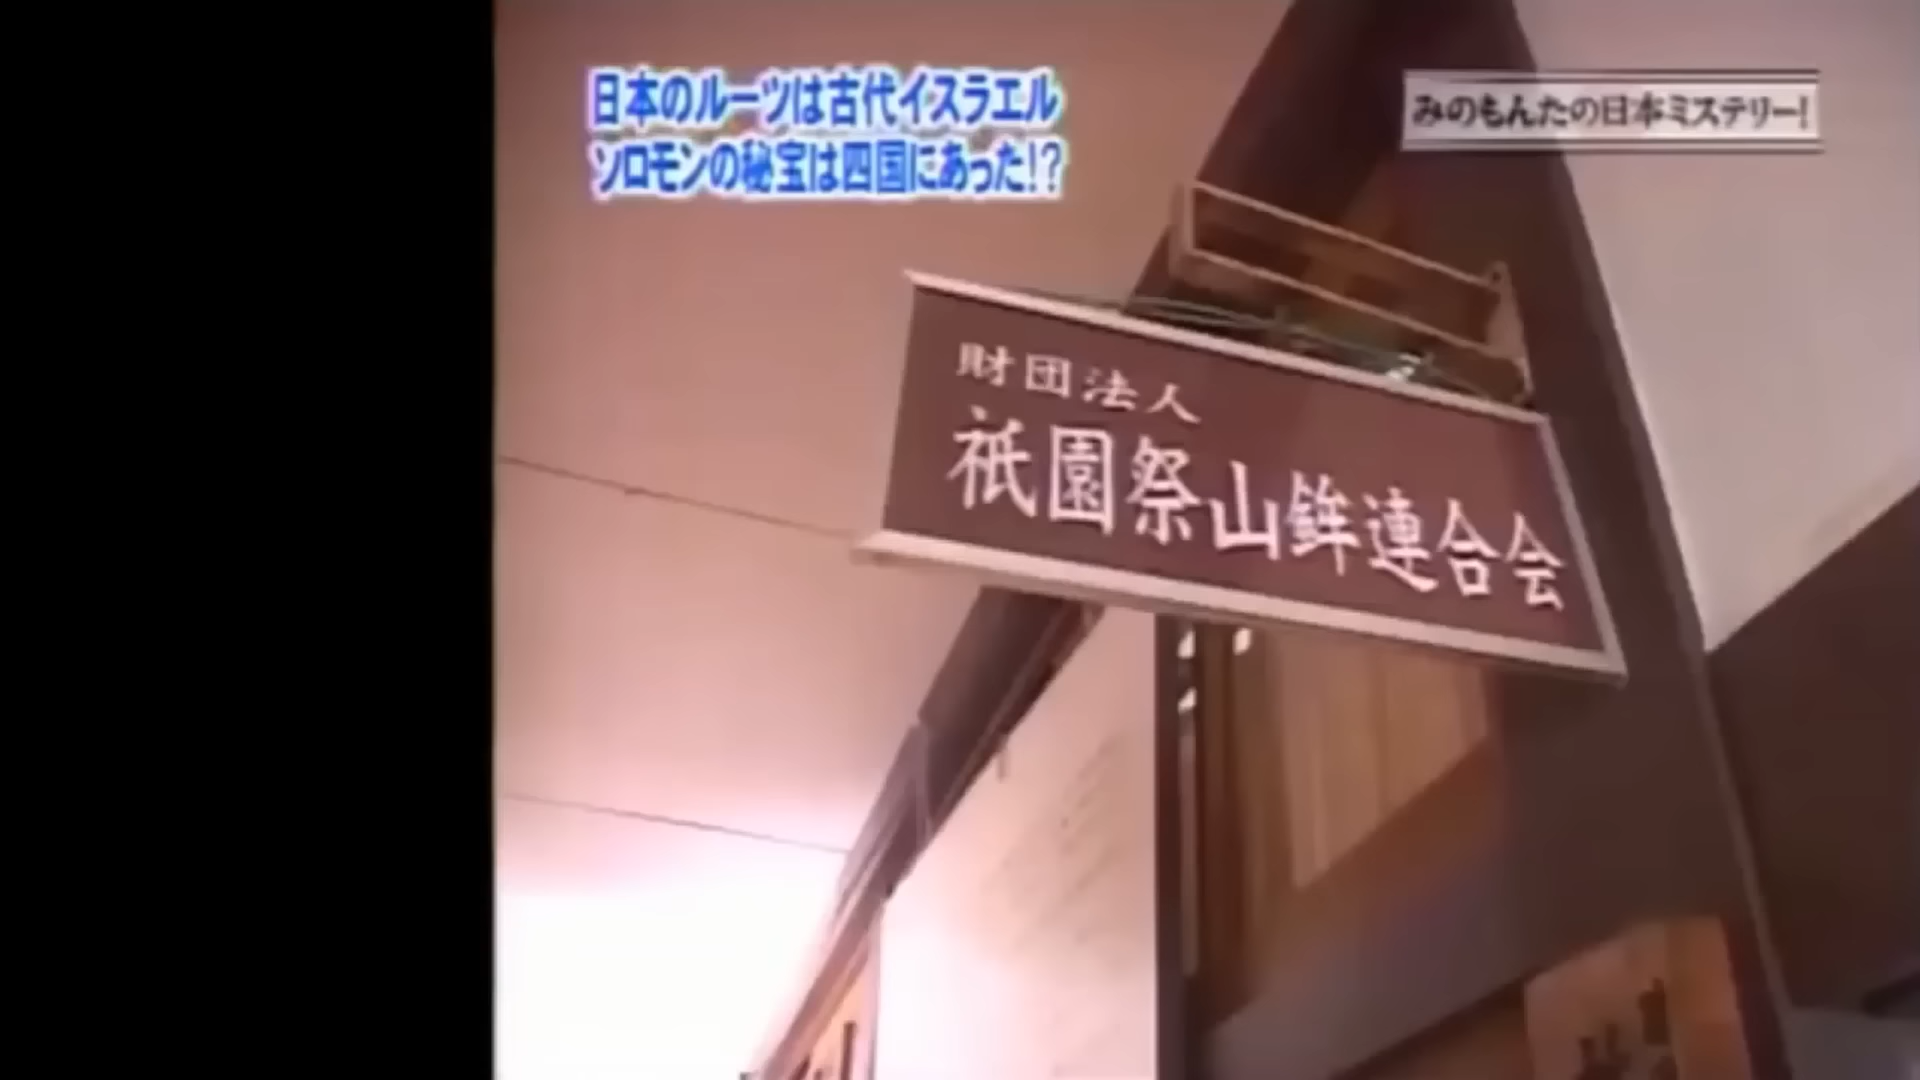 日本のルーツは古代イスラエル
ソロモンの秘宝は四国にあった!?
みのもんたの日本ミステリー!
財団法人
祇園祭山鉾連合会